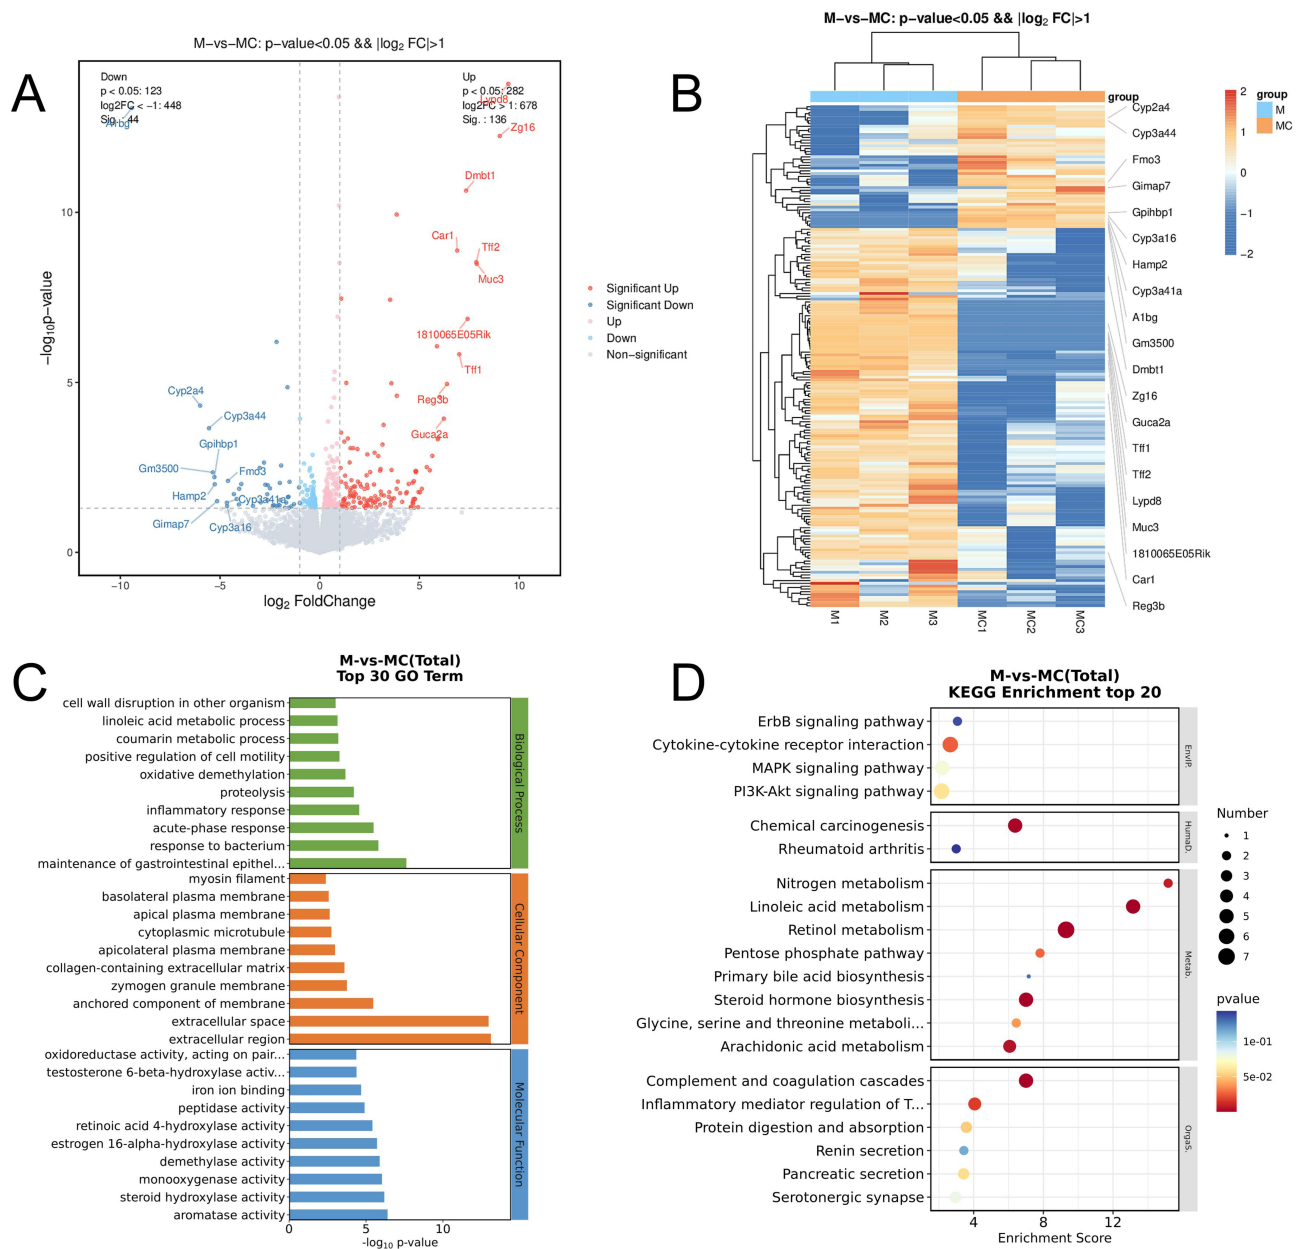 A
M−vs−MC: p−value<0.05 && |log2 FC|>1
Down
p < 0.05: 123
log2FC < −1: 448
Sig. : 44
A1bg
Up
p < 0.05: 282
log2FC > 1: 678
Sig. : 136
Lypd8
Zg16
Dmbt1
Car1
Tff2
Muc3
1810065E05Rik
Tff1
Reg3b
Guca2a
Cyp2a4
Cyp3a44
Gpihbp1
Gm3500
Fmo3
Hamp2
Cyp3a41a
Gimap7
Cyp3a16
10
5
0
−10
−5
0
5
10
−log10p−value
log2 FoldChange
Significant Up
Significant Down
Up
Down
Non−significant
B
M−vs−MC: p−value<0.05 && |log2 FC|>1
group
Cyp2a4
Cyp3a44
Fmo3
Gimap7
Gpihbp1
Cyp3a16
Hamp2
Cyp3a41a
A1bg
Gm3500
Dmbt1
Zg16
Guca2a
Tff1
Tff2
Lypd8
Muc3
1810065E05Rik
Car1
Reg3b
M1
M2
M3
MC1
MC2
MC3
2
1
0
−1
−2
group
M
MC
C
M-vs-MC(Total)
Top 30 GO Term
cell wall disruption in other organism
linoleic acid metabolic process
coumarin metabolic process
positive regulation of cell motility
oxidative demethylation
proteolysis
inflammatory response
acute-phase response
response to bacterium
maintenance of gastrointestinal epithel...
Biological Process
myosin filament
basolateral plasma membrane
apical plasma membrane
cytoplasmic microtubule
apicolateral plasma membrane
collagen-containing extracellular matrix
zymogen granule membrane
anchored component of membrane
extracellular space
extracellular region
Cellular Component
oxidoreductase activity, acting on pair...
testosterone 6-beta-hydroxylase activ...
iron ion binding
peptidase activity
retinoic acid 4-hydroxylase activity
estrogen 16-alpha-hydroxylase activity
demethylase activity
monooxygenase activity
steroid hydroxylase activity
aromatase activity
Molecular Function
0
5
10
-log10 p-value
D
M-vs-MC(Total)
KEGG Enrichment top 20
ErbB signaling pathway
Cytokine-cytokine receptor interaction
MAPK signaling pathway
PI3K-Akt signaling pathway
EnvIP.
Chemical carcinogenesis
Rheumatoid arthritis
HumaD.
Nitrogen metabolism
Linoleic acid metabolism
Retinol metabolism
Pentose phosphate pathway
Primary bile acid biosynthesis
Steroid hormone biosynthesis
Glycine, serine and threonine metaboli...
Arachidonic acid metabolism
Metab.
Complement and coagulation cascades
Inflammatory mediator regulation of T...
Protein digestion and absorption
Renin secretion
Pancreatic secretion
Serotonergic synapse
OrgaS.
4
8
12
Enrichment Score
Number
1
2
3
4
5
6
7
pvalue
1e-01
5e-02